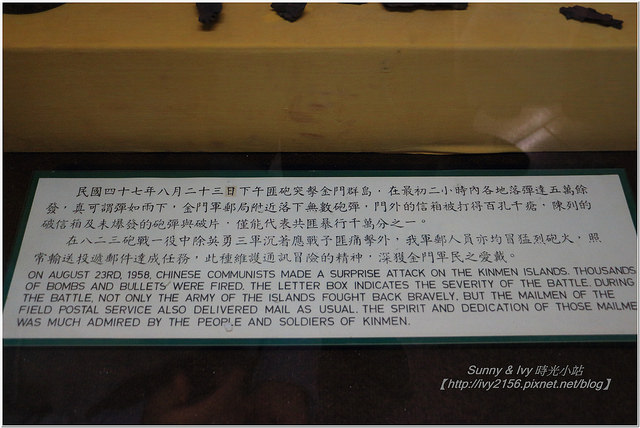 民國四十七年八月二十三日下午匪砲突擊金門群島，在最初二小時內各地落彈達五萬餘
發，真可謂彈如雨下，金門軍郵局附近落下無數砲彈，門外的信箱被打得百孔千瘡，陳列的
破信箱及未爆發的砲彈與破片，僅能代表共匪暴行千萬分之一。
在八二三砲戰一役中除英勇三軍沉著應戰予匪痛擊外，我軍郵人員亦均冒猛烈砲火，照
常輸送投遞郵件達成任務，此種維護通訊冒險的精神，深獲金門軍民之愛戴。
ON AUGUST 23RD, 1958, CHINESE COMMUNISTS MADE A SURPRISE ATTACK ON THE KINMEN ISLANDS. THOUSANDS
OF BOMBS AND BULLETS WERE FIRED. THE LETTER BOX INDICATES THE SEVERITY OF THE BATTLE. DURING
THE BATTLE, NOT ONLY THE ARMY OF THE ISLANDS FOUGHT BACK BRAVELY, BUT THE MAILMEN OF THE
FIELD POSTAL SERVICE ALSO DELIVERED MAIL AS USUAL. THE SPIRIT AND DEDICATION OF THOSE MAILME
WAS MUCH ADMIRED BY THE PEOPLE AND SOLDIERS OF KINMEN.
Sunny & Ivy 時光小站
【http://ivy2156.pixnet.net/blog】